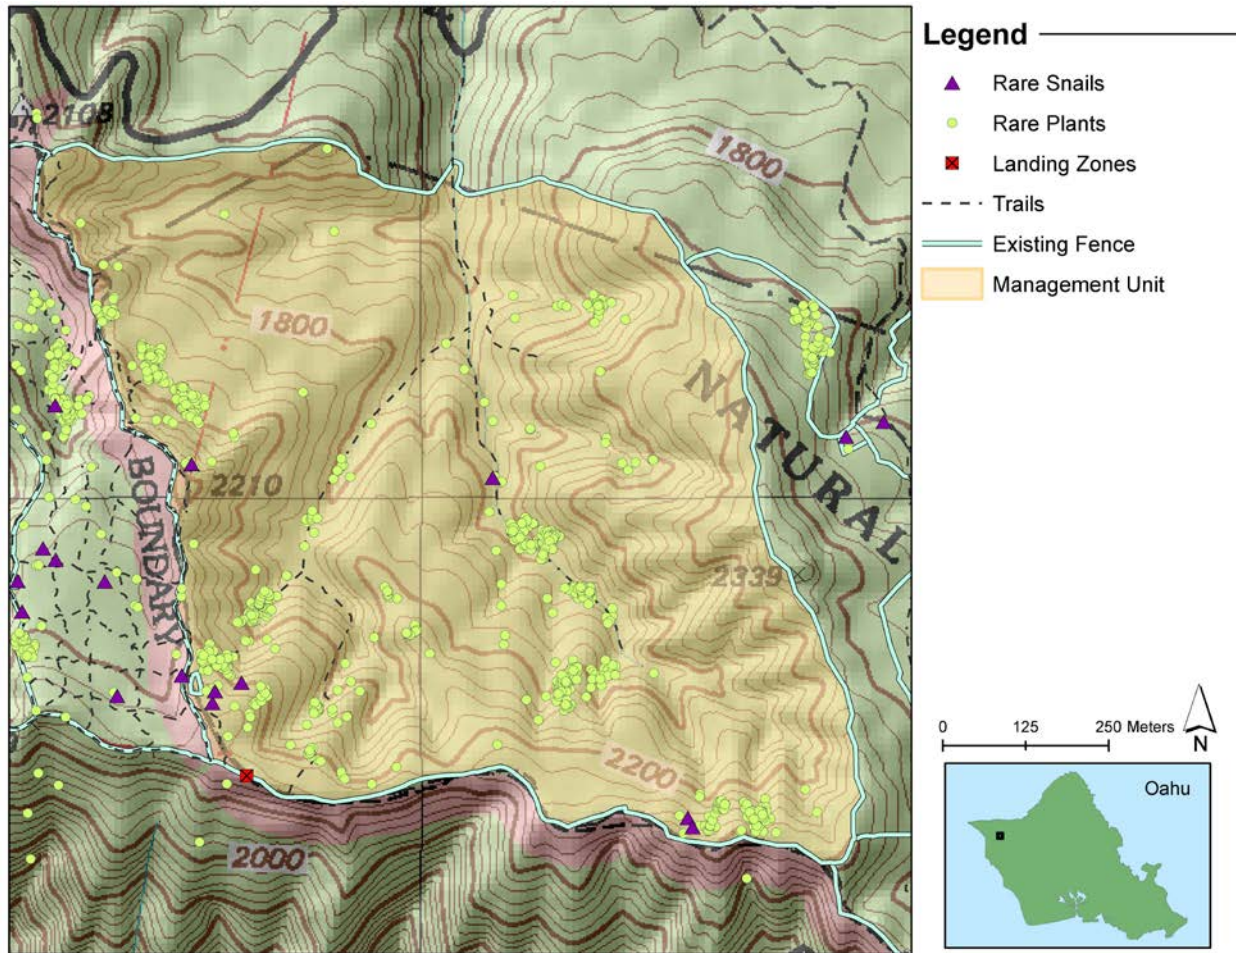 Legend
Rare Snails
Rare Plants
Landing Zones
Trails
Existing Fence
Management Unit
2108
1800
1800
NATURAL
BOUNDARY
2210
2339
2200
2000
0 125 250 Meters
N
Oahu